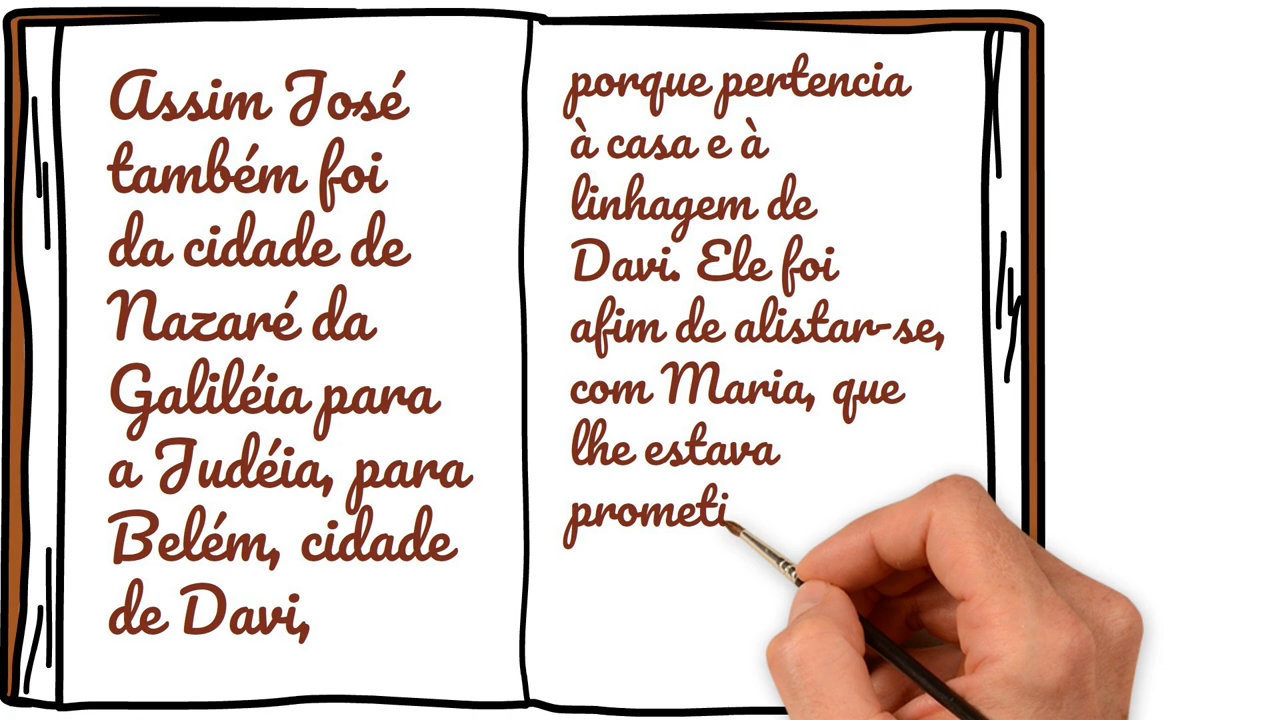 Assim José
também foi
da cidade de
Nazaré da
Galiléia para
a Judéia, para
Belém, cidade
de Davi,
porque pertencia
à casa e à
linhagem de
Davi. Ele foi
afim de alistar-se,
com Maria, que
lhe estava
prometi